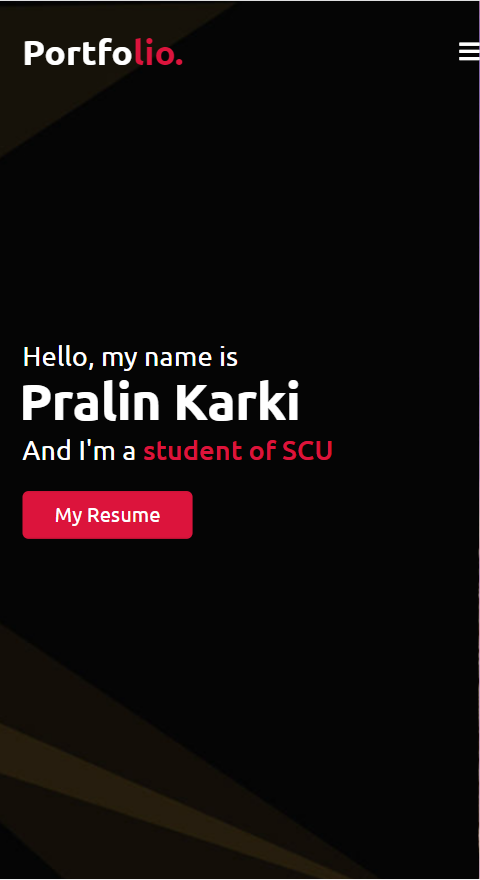 Portfolio.
Hello, my name is
Pralin Karki
And I'm a student of SCU
My Resume